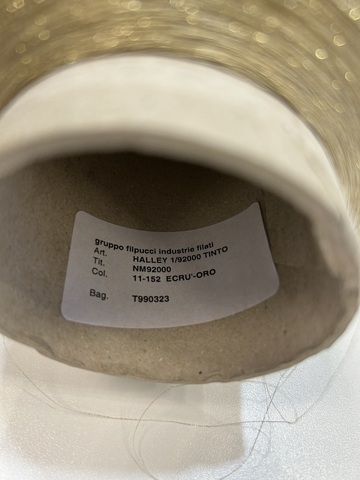 gruppo filpucci industrie filati
Art. HALLEY 1/92000 TINTO
Tit. NM92000
Col. 11-152 ECRU'-ORO
Bag. T990323